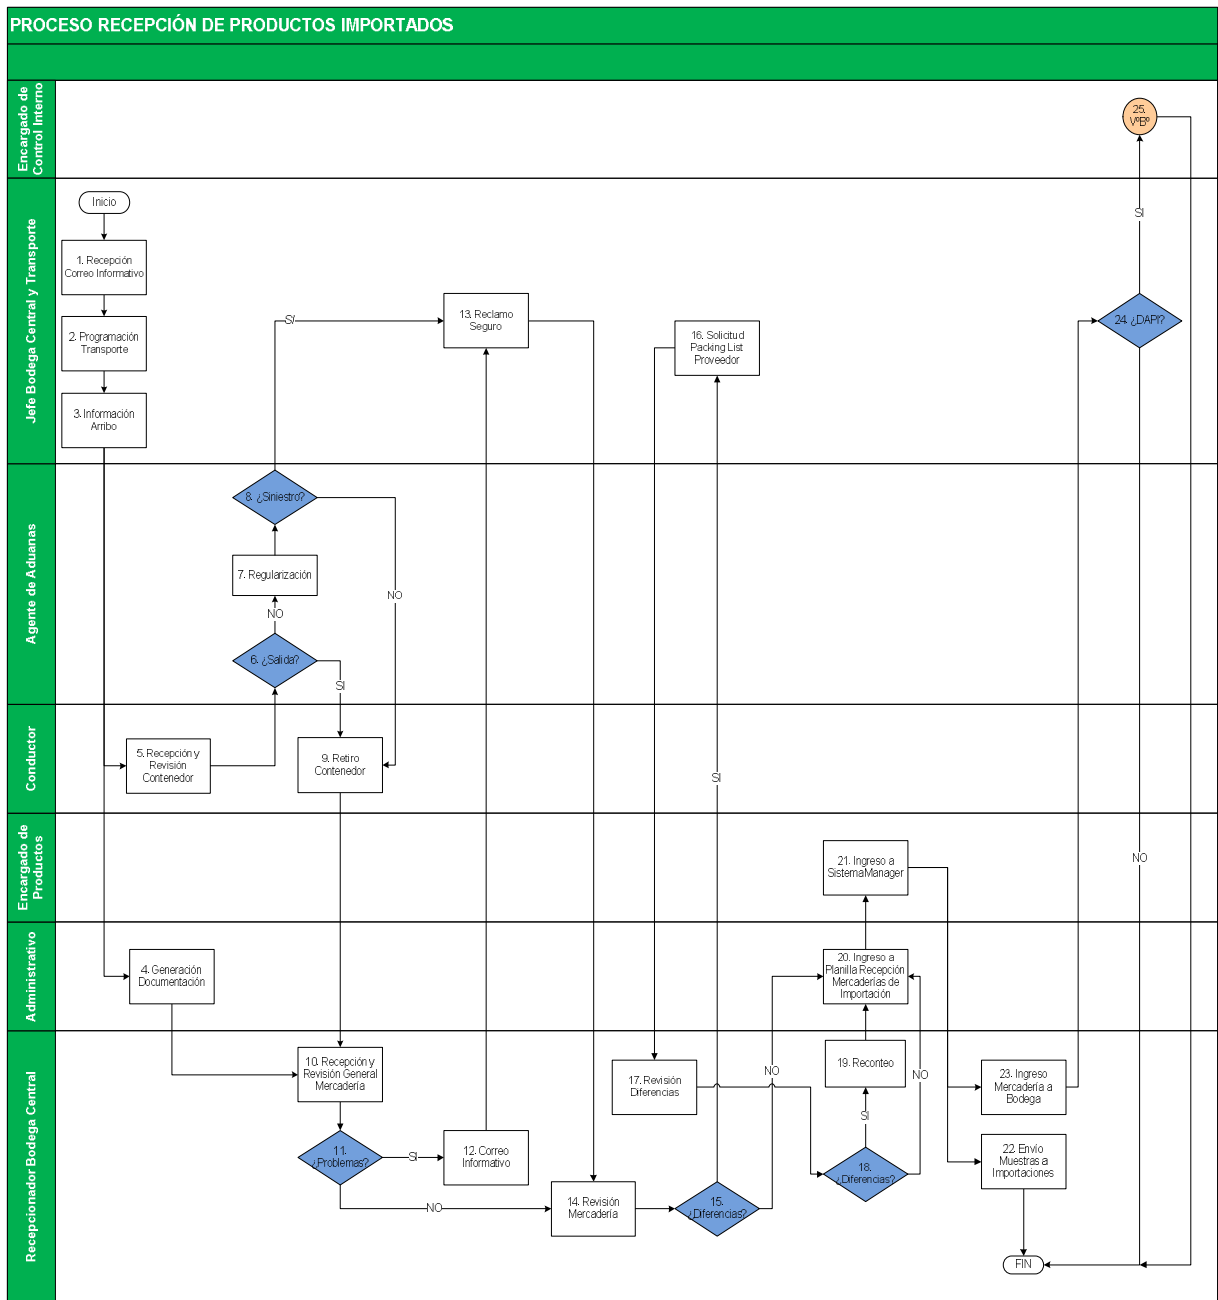 PROCESO RECEPCIÓN DE PRODUCTOS IMPORTADOS
Encargado de
Control Interno
25.
VºBº
Jefe Bodega Central y Transporte
Inicio
1. Recepción
Correo Informativo
2. Programación
Transporte
3. Información
Arribo
SI
13. Reclamo
Seguro
16. Solicitud
Packing List
Proveedor
SI
24. ¿DAPI?
Agente de Aduanas
8. ¿Siniestro?
7. Regularización
NO
NO
6. ¿Salida?
SI
Conductor
5. Recepción y
Revisión
Contenedor
9. Retiro
Contenedor
SI
Encargado de
Productos
21. Ingreso a
Sistema Manager
NO
Administrativo
4. Generación
Documentación
20. Ingreso a
Planilla Recepción
Mercaderías de
Importación
Recepcionador Bodega Central
10. Recepción y
Revisión General
Mercadería
17. Revisión
Diferencias
NO
19. Reconteo
NO
23. Ingreso
Mercadería a
Bodega
11.
¿Problemas?
SI
12. Correo
Informativo
SI
18.
¿Diferencias?
22. Envío
Muestras a
Importaciones
NO
14. Revisión
Mercadería
15.
¿Diferencias?
FIN